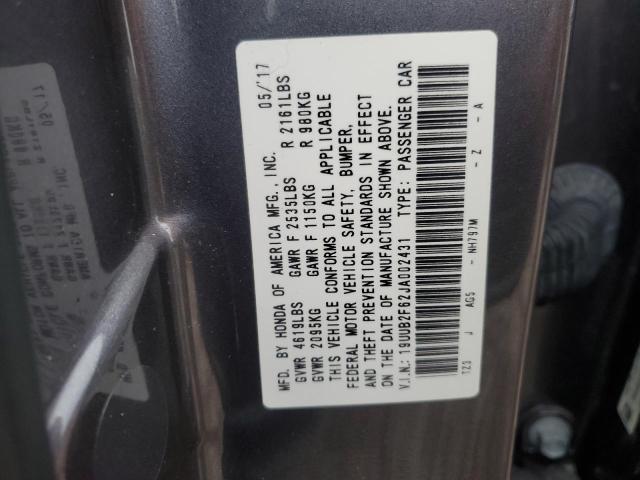 MFD. BY HONDA OF AMERICA MFG., INC. 05/'17
GVWR 4619LBS GAWR F 2535LBS R 2161LBS
GVWR 2095KG GAWR F 1150KG R 980KG
THIS VEHICLE CONFORMS TO ALL APPLICABLE
FEDERAL MOTOR VEHICLE SAFETY, BUMPER,
AND THEFT PREVENTION STANDARDS IN EFFECT
ON THE DATE OF MANUFACTURE SHOWN ABOVE.
V.I.N.: 19UUB2F62JA002431 TYPE: PASSENGER CAR
TZ3 J AG5 - NH797M - Z - A